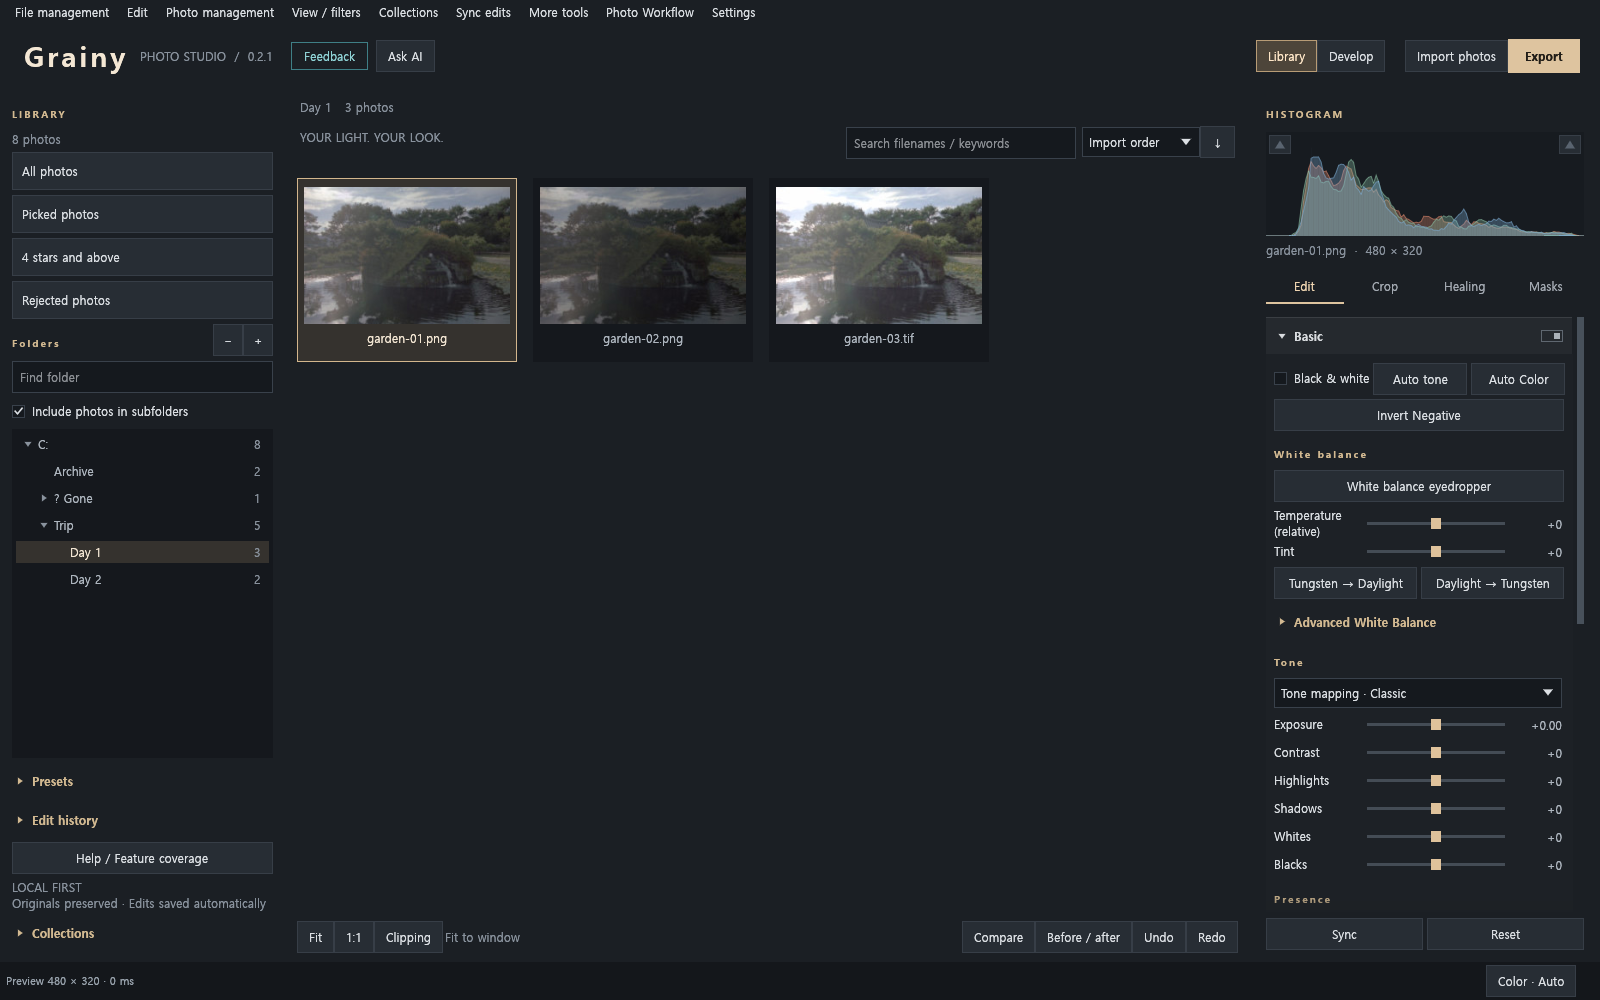 File management Edit Photo management View / filters Collections Sync edits More tools Photo Workflow Settings
Grainy PHOTO STUDIO / 0.2.1 Feedback Ask AI Library Develop Import photos Export
LIBRARY
8 photos
All photos
Picked photos
4 stars and above
Rejected photos
Folders − +
Find folder
Include photos in subfolders
C: 8
Archive 2
? Gone 1
Trip 5
Day 1 3
Day 2 2
Presets
Edit history
Help / Feature coverage
LOCAL FIRST
Originals preserved · Edits saved automatically
Collections
Day 1 3 photos
YOUR LIGHT. YOUR LOOK.
Search filenames / keywords Import order ↓
garden-01.png garden-02.png garden-03.tif
Fit 1:1 Clipping Fit to window Compare Before / after Undo Redo
HISTOGRAM
garden-01.png · 480 × 320
Edit Crop Healing Masks
Basic
Black & white Auto tone Auto Color
Invert Negative
White balance
White balance eyedropper
Temperature
(relative) +0
Tint +0
Tungsten → Daylight Daylight → Tungsten
Advanced White Balance
Tone
Tone mapping · Classic
Exposure +0.00
Contrast +0
Highlights +0
Shadows +0
Whites +0
Blacks +0
Presence
Sync Reset
Preview 480 × 320 · 0 ms Color · Auto